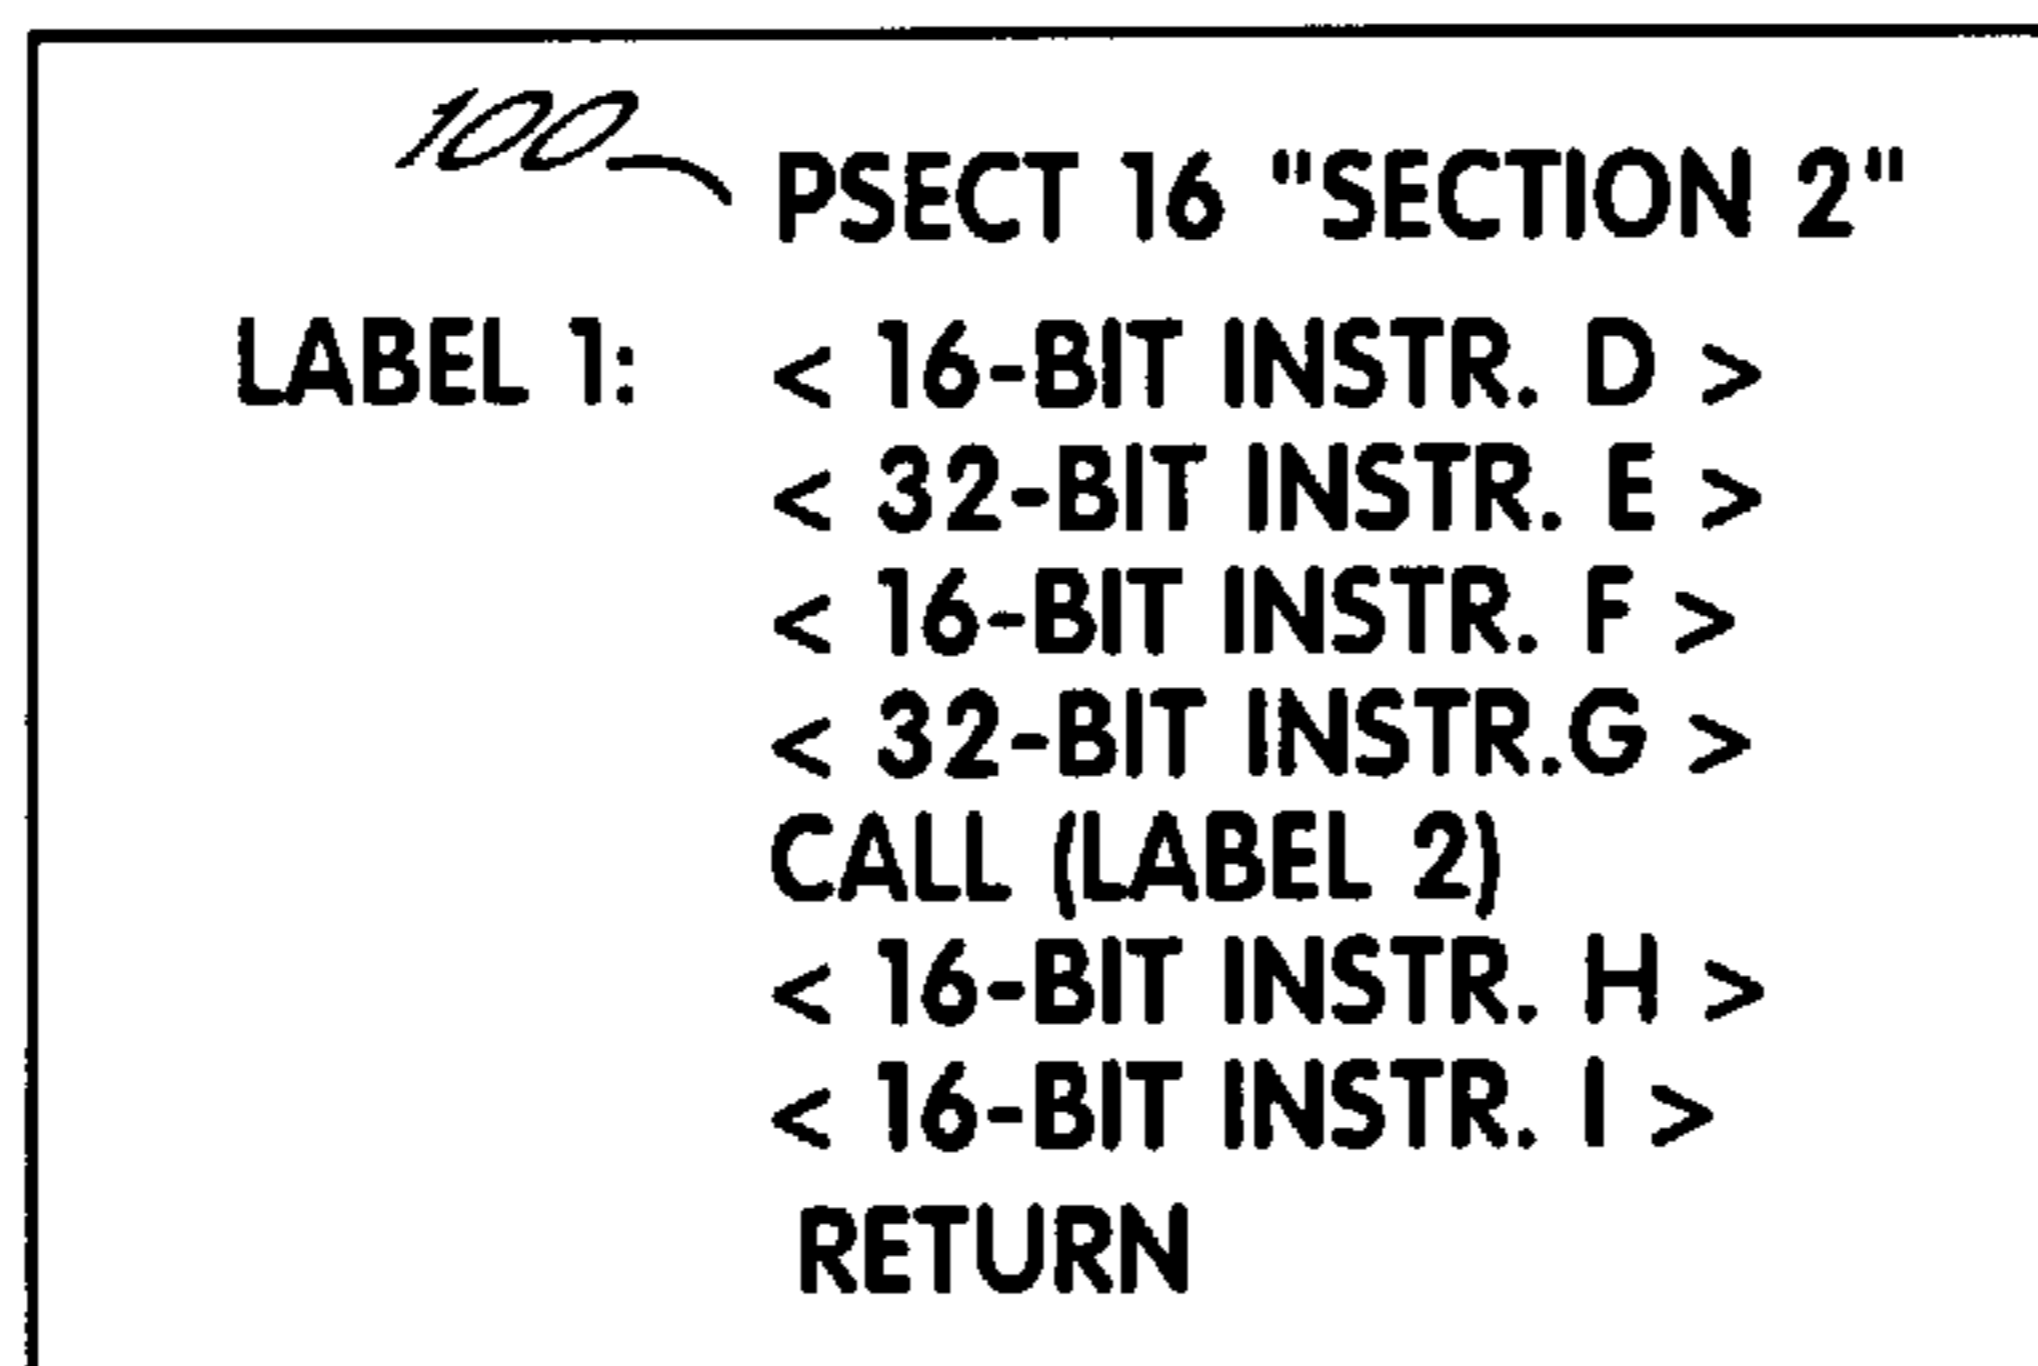 100 PSECT 16 "SECTION 2"
LABEL 1: < 16-BIT INSTR. D >
< 32-BIT INSTR. E >
< 16-BIT INSTR. F >
< 32-BIT INSTR.G >
CALL (LABEL 2)
< 16-BIT INSTR. H >
< 16-BIT INSTR. I >
RETURN